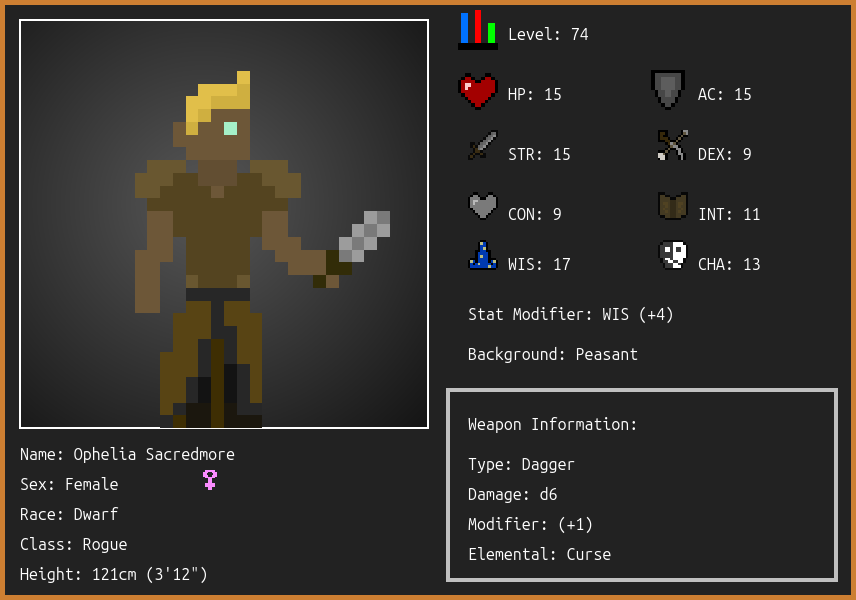 Level: 74
HP: 15
AC: 15
STR: 15
DEX: 9
CON: 9
INT: 11
WIS: 17
CHA: 13
Stat Modifier: WIS (+4)
Background: Peasant
Weapon Information:
Type: Dagger
Damage: d6
Modifier: (+1)
Elemental: Curse
Name: Ophelia Sacredmore
Sex: Female
Race: Dwarf
Class: Rogue
Height: 121cm (3'12")